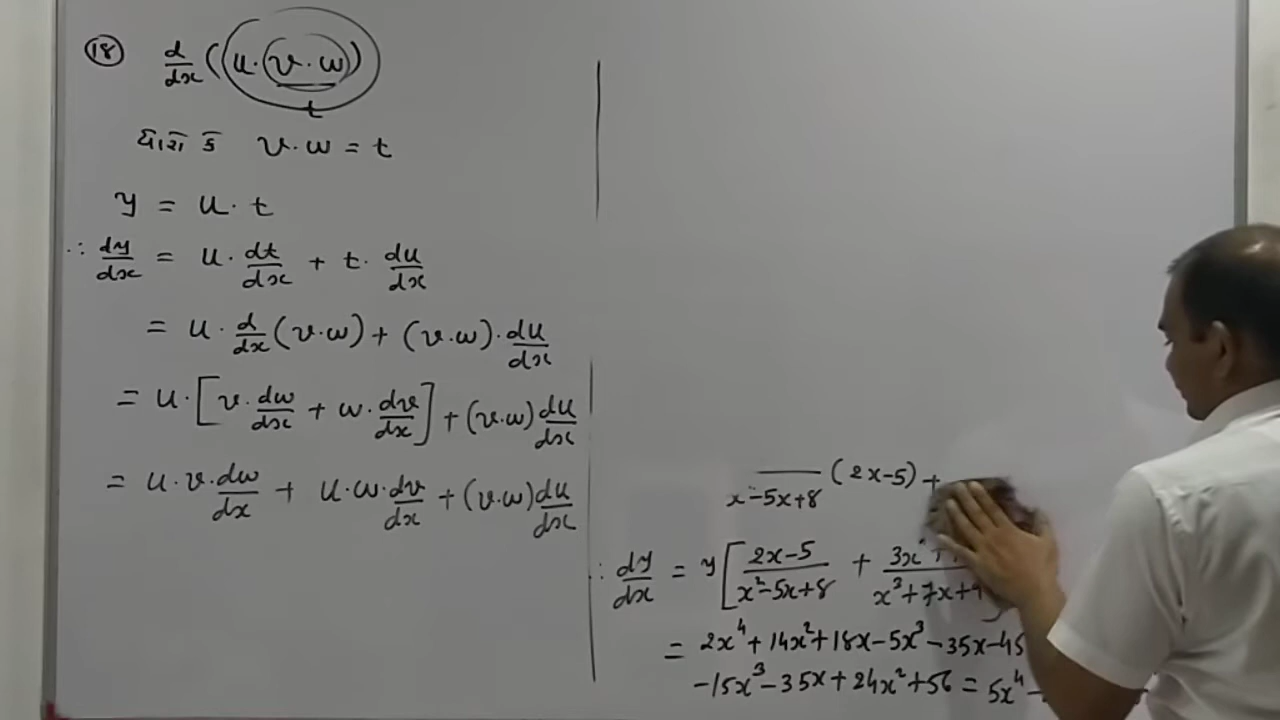 (18) d/dx (u·(v·w))
t
ધારો કે v·w = t
y = u·t
∴ dy/dx = u·dt/dx + t·du/dx
= u·d/dx(v·w) + (v·w)·du/dx
= u·[v·dw/dx + w·dv/dx] + (v·w)du/dx
= u·v·dw/dx + u·w·dv/dx + (v·w)du/dx
x²-5x+8 (2x-5) +
∴ dy/dx = y[(2x-5)/(x²-5x+8) + 3x²+ /x³+7x+9
= 2x⁴+14x²+18x-5x³-35x-45
-15x³-35x+24x²+56 = 5x⁴-